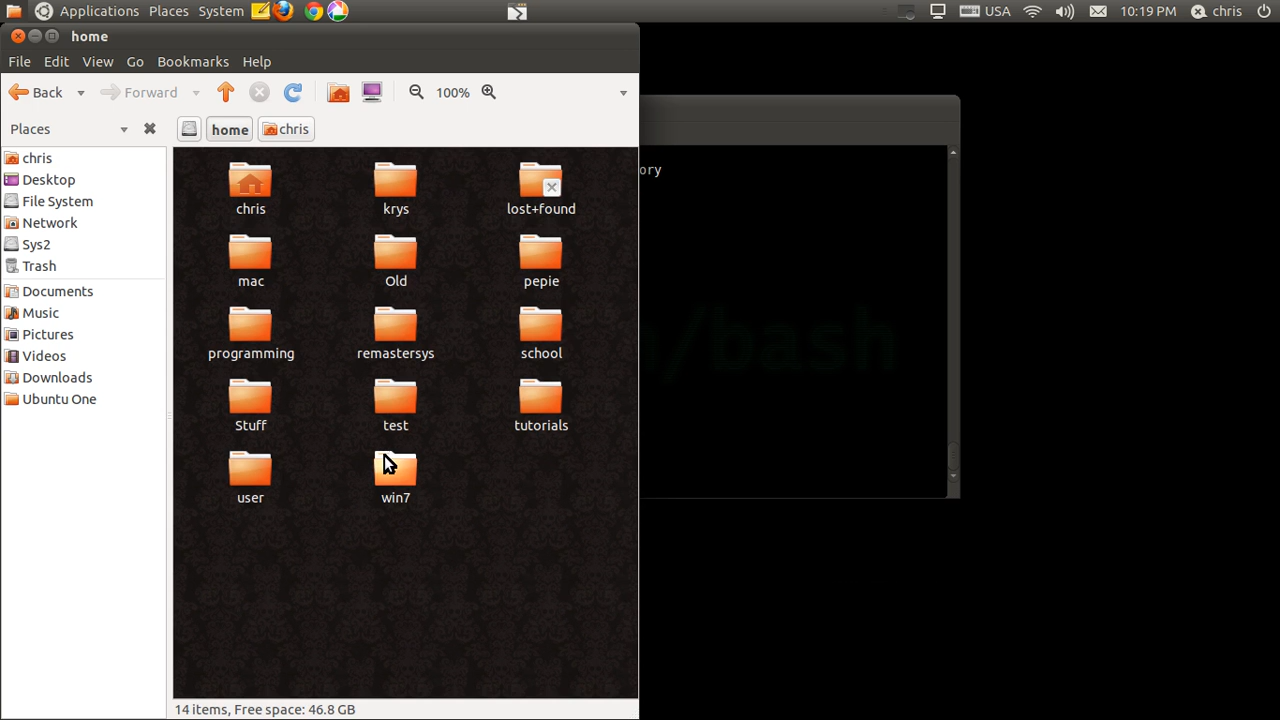 Applications Places System
USA 10:19 PM chris
home
File Edit View Go Bookmarks Help
Back Forward 100%
Places home chris
chris
Desktop
File System
Network
Sys2
Trash
Documents
Music
Pictures
Videos
Downloads
Ubuntu One
chris krys lost+found
mac Old pepie
programming remastersys school
Stuff test tutorials
user win7
14 items, Free space: 46.8 GB
ory
/bash